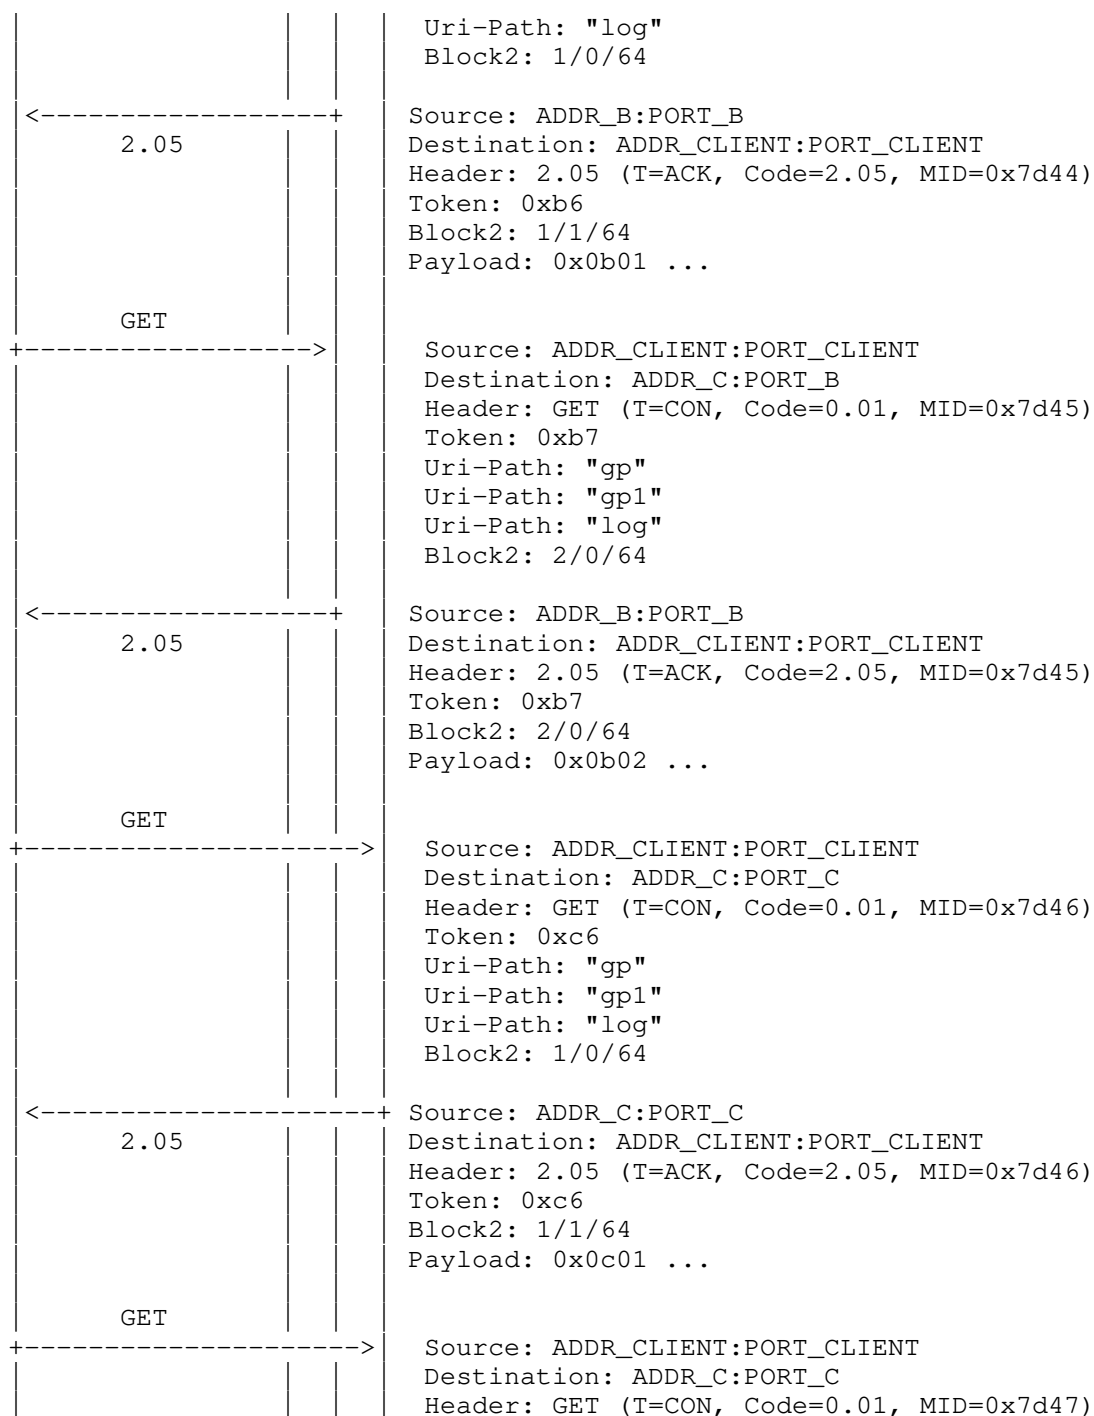 Uri-Path: "log"
Block2: 1/0/64
Source: ADDR_B:PORT_B
2.05 Destination: ADDR_CLIENT:PORT_CLIENT
Header: 2.05 (T=ACK, Code=2.05, MID=0x7d44)
Token: 0xb6
Block2: 1/1/64
Payload: 0x0b01 ...
GET
Source: ADDR_CLIENT:PORT_CLIENT
Destination: ADDR_C:PORT_B
Header: GET (T=CON, Code=0.01, MID=0x7d45)
Token: 0xb7
Uri-Path: "gp"
Uri-Path: "gp1"
Uri-Path: "log"
Block2: 2/0/64
Source: ADDR_B:PORT_B
2.05 Destination: ADDR_CLIENT:PORT_CLIENT
Header: 2.05 (T=ACK, Code=2.05, MID=0x7d45)
Token: 0xb7
Block2: 2/0/64
Payload: 0x0b02 ...
GET
Source: ADDR_CLIENT:PORT_CLIENT
Destination: ADDR_C:PORT_C
Header: GET (T=CON, Code=0.01, MID=0x7d46)
Token: 0xc6
Uri-Path: "gp"
Uri-Path: "gp1"
Uri-Path: "log"
Block2: 1/0/64
Source: ADDR_C:PORT_C
2.05 Destination: ADDR_CLIENT:PORT_CLIENT
Header: 2.05 (T=ACK, Code=2.05, MID=0x7d46)
Token: 0xc6
Block2: 1/1/64
Payload: 0x0c01 ...
GET
Source: ADDR_CLIENT:PORT_CLIENT
Destination: ADDR_C:PORT_C
Header: GET (T=CON, Code=0.01, MID=0x7d47)